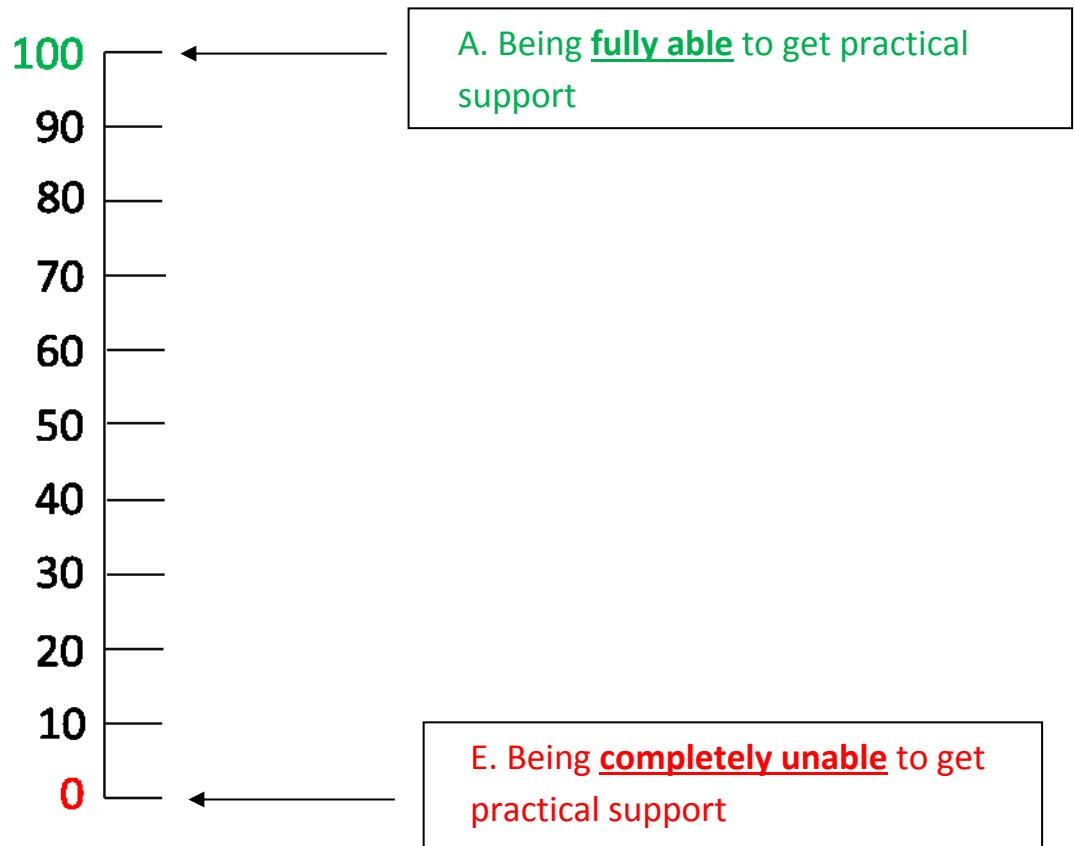 100
A. Being fully able to get practical
support
90
80
70
60
50
40
30
20
10
E. Being completely unable to get
practical support
0